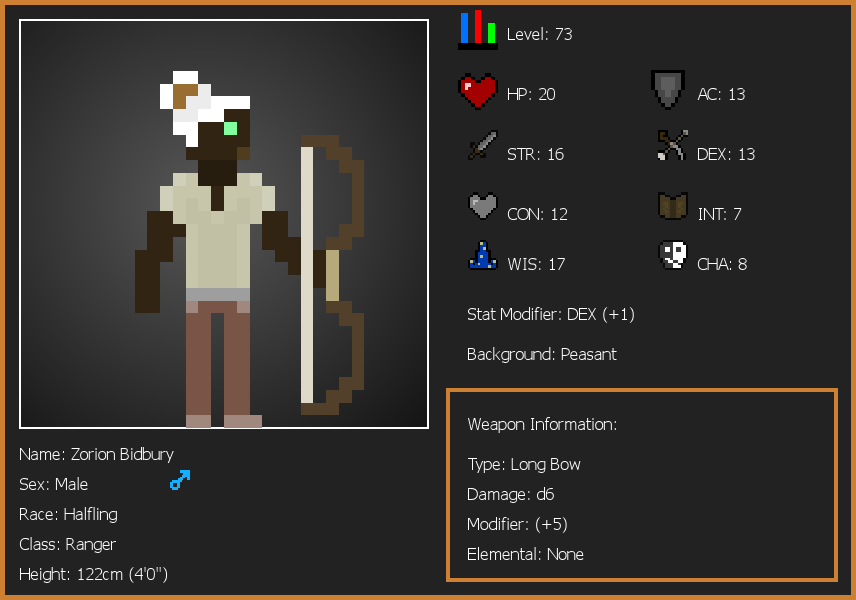 Level: 73
HP: 20
AC: 13
STR: 16
DEX: 13
CON: 12
INT: 7
WIS: 17
CHA: 8
Stat Modifier: DEX (+1)
Background: Peasant
Weapon Information:
Type: Long Bow
Damage: d6
Modifier: (+5)
Elemental: None
Name: Zorion Bidbury
Sex: Male
Race: Halfling
Class: Ranger
Height: 122cm (4'0")